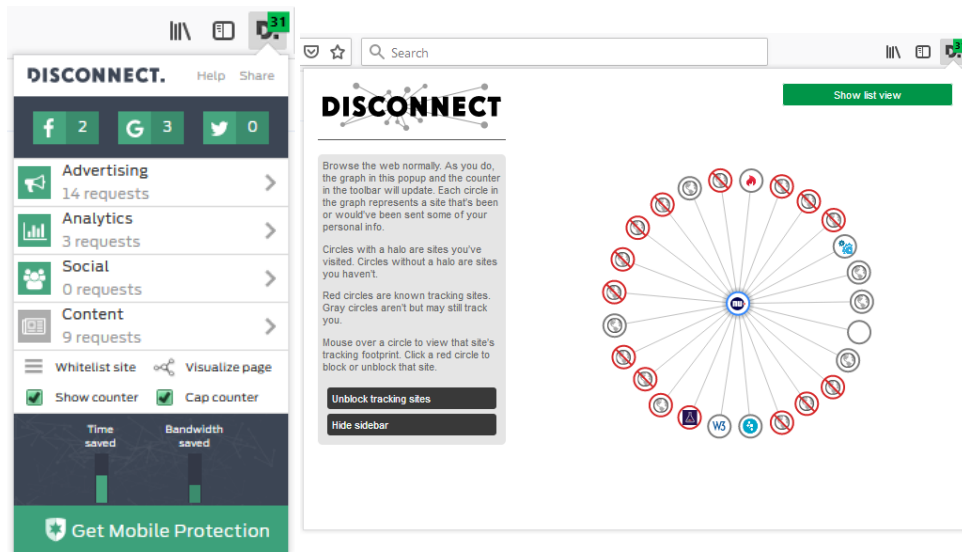 31
DISCONNECT.
Help Share
f 2 G 3 0
Advertising
14 requests
Analytics
3 requests
Social
0 requests
Content
9 requests
Whitelist site Visualize page
Show counter Cap counter
Time saved
Bandwidth saved
Get Mobile Protection
Search
D. 3
DISCONNECT
Show list view
Browse the web normally. As you do,
the graph in this popup and the counter
in the toolbar will update. Each circle in
the graph represents a site that's been
or would've been sent some of your
personal info.
Circles with a halo are sites you've
visited. Circles without a halo are sites
you haven't.
Red circles are known tracking sites.
Gray circles aren't but may still track
you.
Mouse over a circle to view that site's
tracking footprint. Click a red circle to
block or unblock that site.
Unblock tracking sites
Hide sidebar
W3